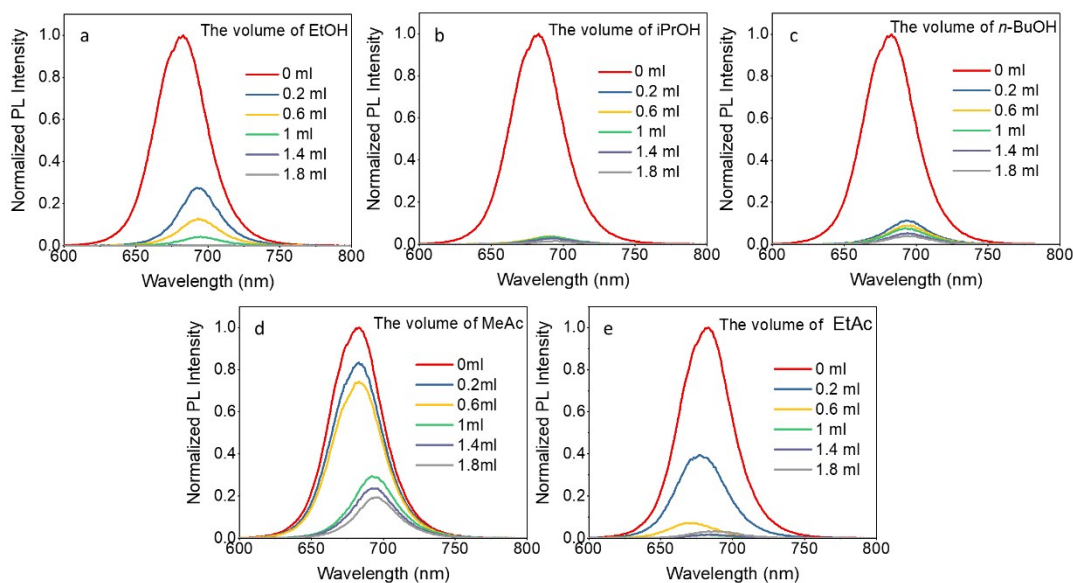 a
The volume of EtOH
Normalized PL Intensity
1.0
0.8
0.6
0.4
0.2
0.0
0 ml
0.2 ml
0.6 ml
1 ml
1.4 ml
1.8 ml
600
650
700
750
800
Wavelength (nm)
b
The volume of iPrOH
Normalized PL Intensity
1.0
0.8
0.6
0.4
0.2
0.0
0 ml
0.2 ml
0.6 ml
1 ml
1.4 ml
1.8 ml
600
650
700
750
800
Wavelength (nm)
c
The volume of n-BuOH
Normalized PL Intensity
1.0
0.8
0.6
0.4
0.2
0.0
0 ml
0.2 ml
0.6 ml
1 ml
1.4 ml
1.8 ml
600
650
700
750
800
Wavelength (nm)
d
The volume of MeAc
Normalized PL Intensity
1.0
0.8
0.6
0.4
0.2
0.0
0ml
0.2ml
0.6ml
1ml
1.4ml
1.8ml
600
650
700
750
800
Wavelength (nm)
e
The volume of EtAc
Normalized PL Intensity
1.0
0.8
0.6
0.4
0.2
0.0
0 ml
0.2 ml
0.6 ml
1 ml
1.4 ml
1.8 ml
600
650
700
750
800
Wavelength (nm)